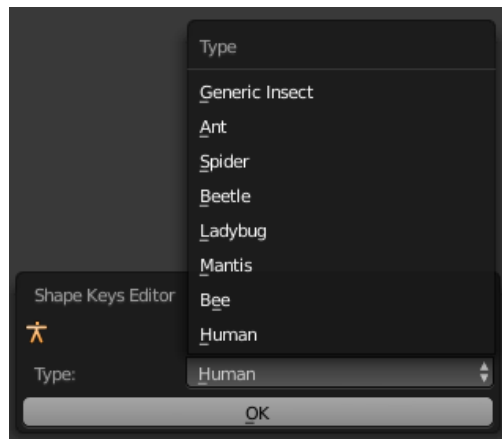 Type
Generic Insect
Ant
Spider
Beetle
Ladybug
Mantis
Bee
Human
Shape Keys Editor
Type: Human
OK